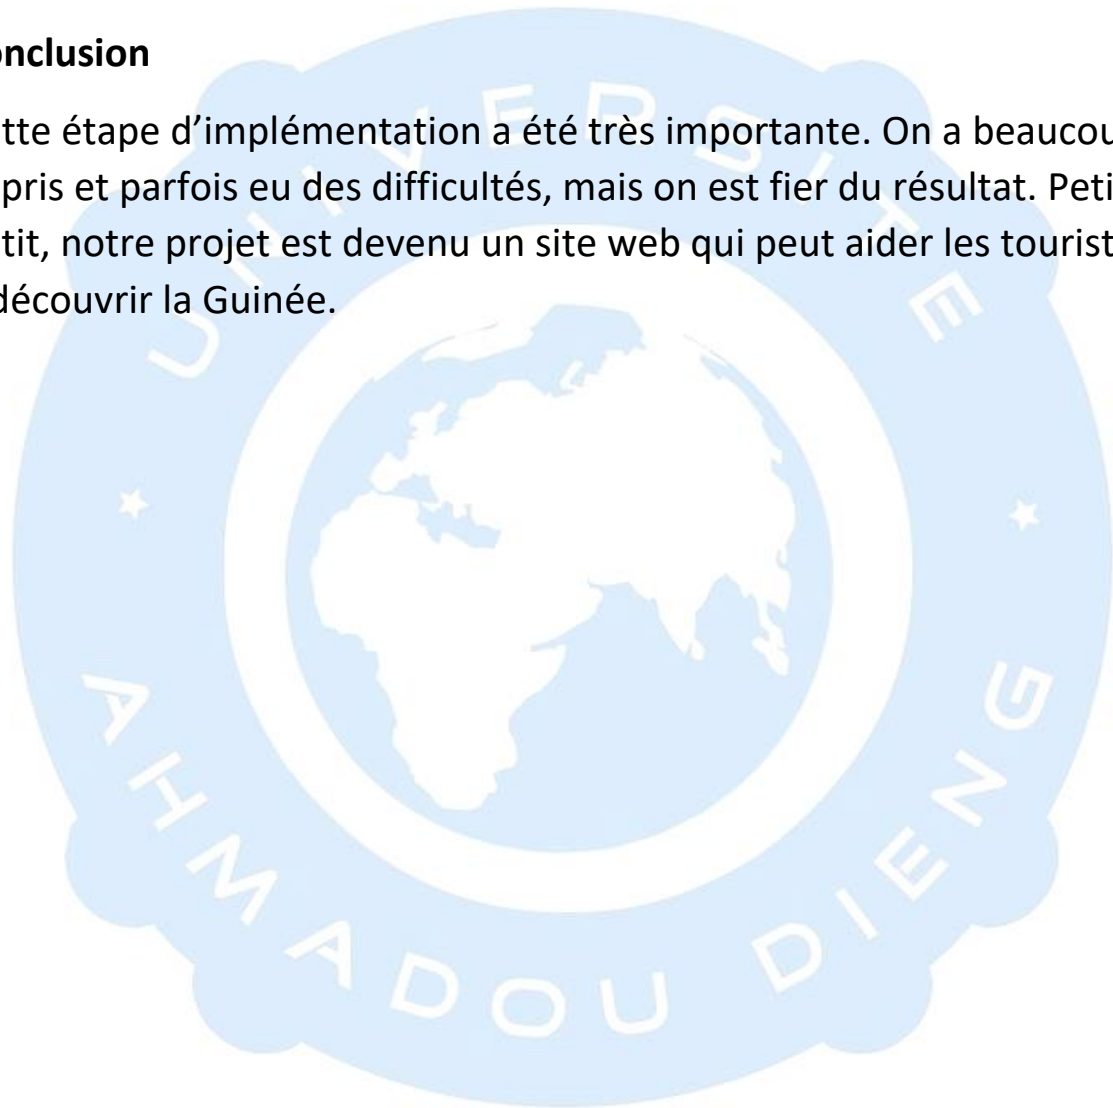 onclusion
tte étape d’implémentation a été très importante. On a beaucou
pris et parfois eu des difficultés, mais on est fier du résultat. Peti
tit, notre projet est devenu un site web qui peut aider les tourist
découvrir la Guinée.
UNIVERSITE
AHMADOU DIENG